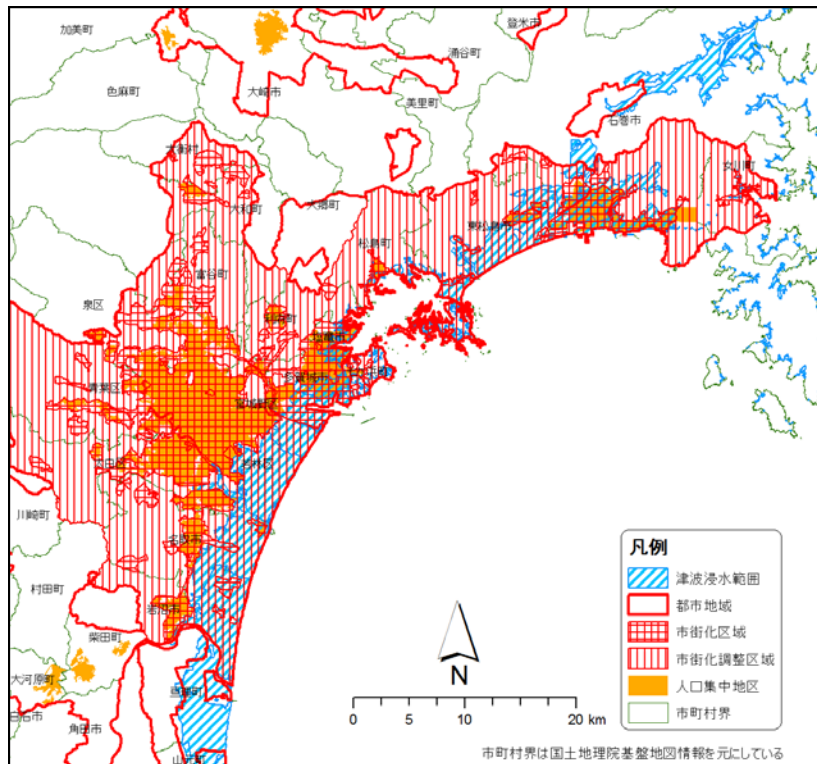 加美町
色麻町
大崎市
涌谷町
登米市
美里町
石巻市
女川町
大衡村
大和町
大郷町
松島町
東松島市
富谷町
泉区
利府町
塩竈市
青葉区
多賀城市
七ヶ浜町
宮城野区
太白区
若林区
川崎町
名取市
村田町
岩沼市
柴田町
大河原町
亘理町
白石市
角田市
山元町
凡例
津波浸水範囲
都市地域
市街化区域
市街化調整区域
人口集中地区
市町村界
N
0 5 10 20 km
市町村界は国土地理院基盤地図情報を元にしている